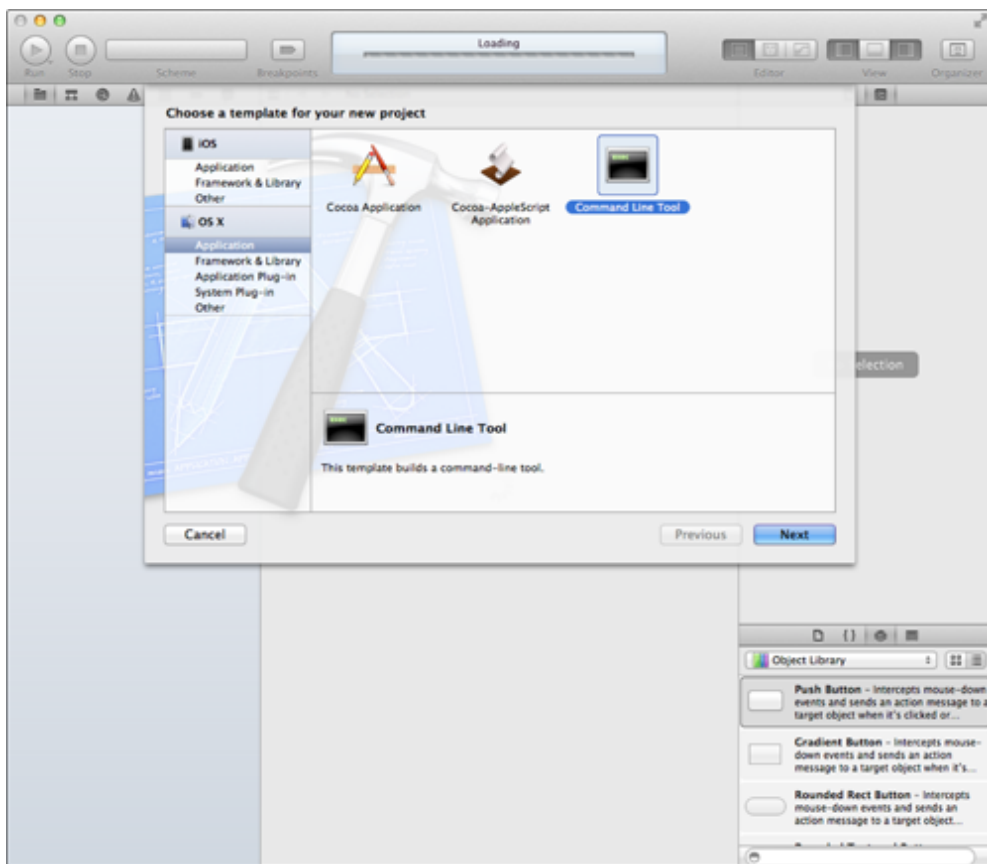 Loading
Run Stop Scheme Breakpoints Editor View Organizer
Choose a template for your new project
iOS
Application
Framework & Library
Other
OS X
Application
Framework & Library
Application Plug-in
System Plug-in
Other
Cocoa Application
Cocoa-AppleScript
Application
Command Line Tool
Command Line Tool
This template builds a command-line tool.
Cancel Previous Next
election
{}
Object Library
Push Button - Intercepts mouse-down
events and sends an action message to a
target object when it's clicked or...
Gradient Button - Intercepts mouse-
down events and sends an action
message to a target object when it's...
Rounded Rect Button - Intercepts
mouse-down events and sends an
action message to a target object...